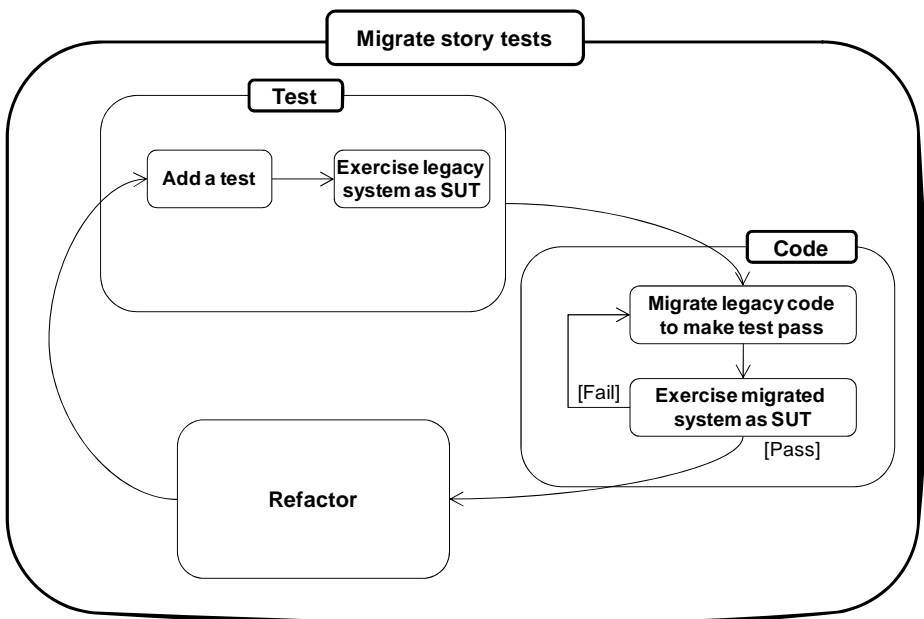 Migrate story tests
Test
Add a test
Exercise legacy
system as SUT
Code
Migrate legacy code
to make test pass
[Fail]
Exercise migrated
system as SUT
[Pass]
Refactor